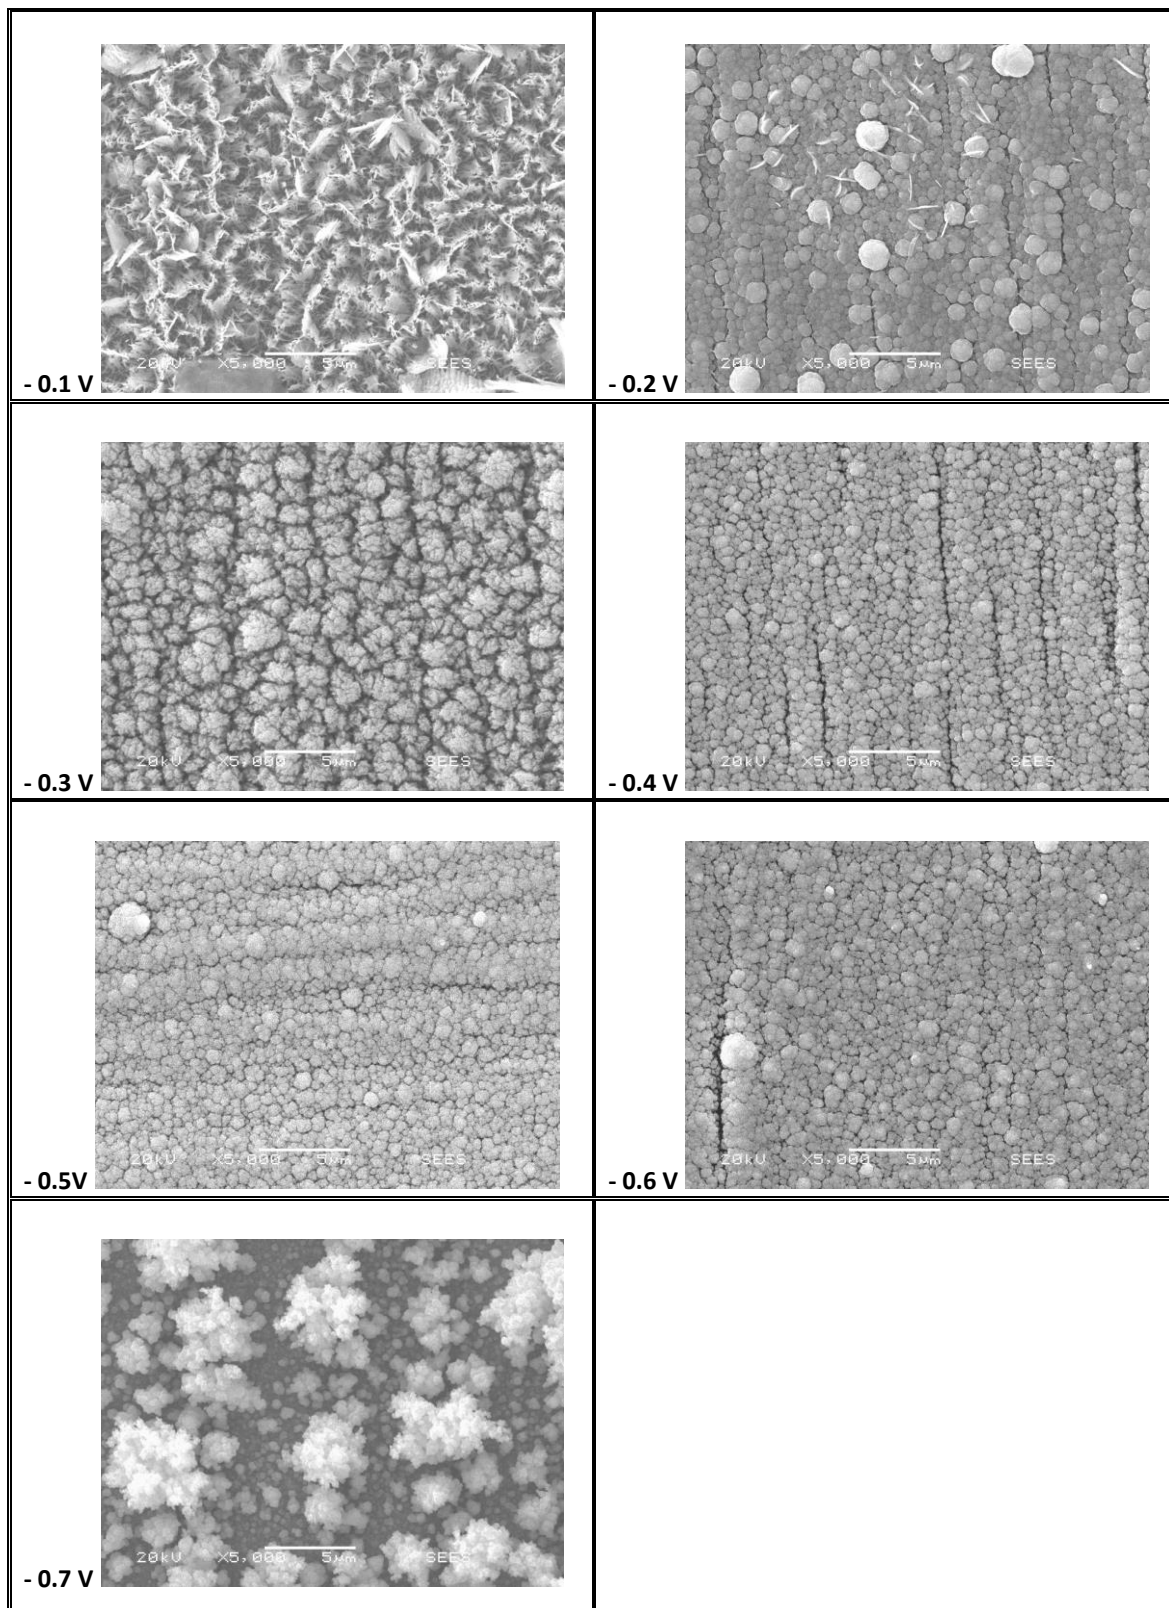 20kV X5,000 5μm SEES
- 0.1 V
20kV X5,000 5μm SEES
- 0.2 V
20kV X5,000 5μm SEES
- 0.3 V
20kV X5,000 5μm SEES
- 0.4 V
20kV X5,000 5μm SEES
- 0.5V
20kV X5,000 5μm SEES
- 0.6 V
20kV X5,000 5μm SEES
- 0.7 V